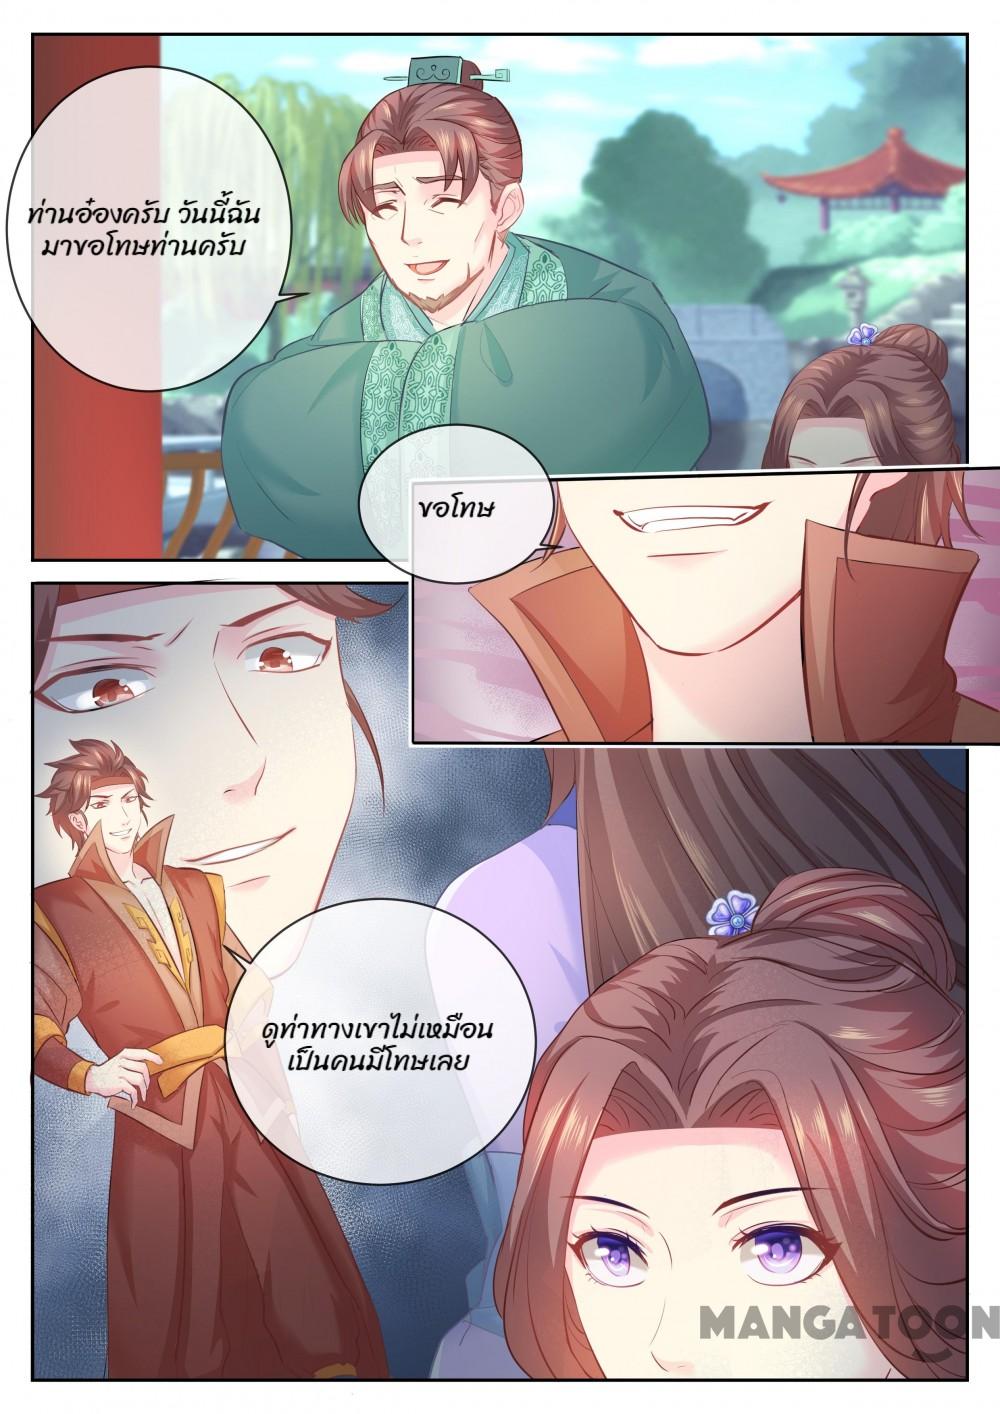 ท่านอ๋องครับ วันนี้ฉัน
มาขอโทษท่านครับ
ขอโทษ
ดูท่าทางเขาไม่เหมือน
เป็นคนมีโทษเลย
MANGATOON